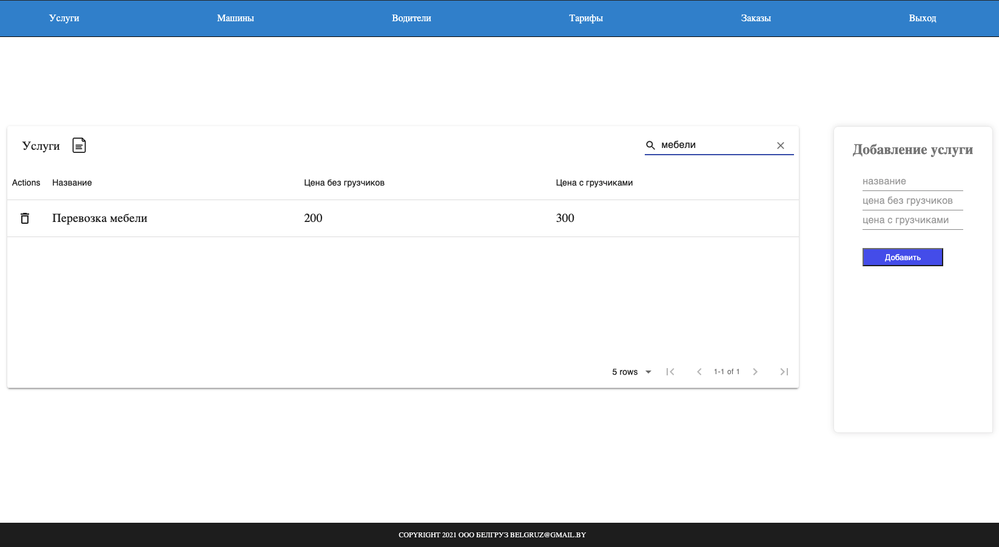 Услуги Машины Водители Тарифы Заказы Выход
Услуги
мебели
Actions Название Цена без грузчиков Цена с грузчиками
Перевозка мебели 200 300
5 rows 1-1 of 1
Добавление услуги
название
цена без грузчиков
цена с грузчиками
Добавить
COPYRIGHT 2021 ООО БЕЛГРУЗ BELGRUZ@GMAIL.BY